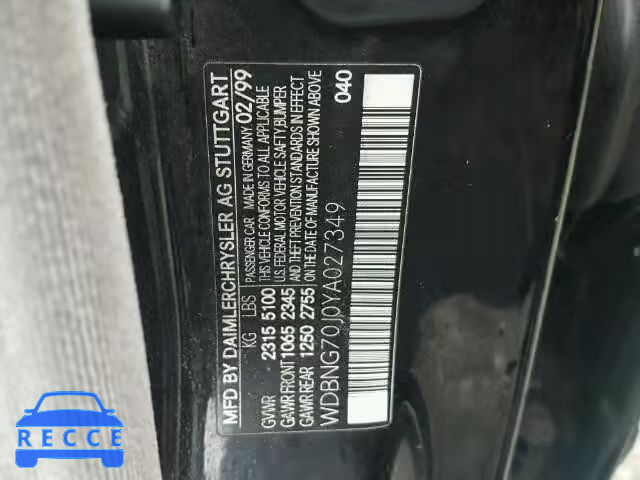 MFD BY DAIMLERCHRYSLER AG STUTTGART
PASSENGER CAR MADE IN GERMANY 02/99
KG LBS THIS VEHICLE CONFORMS TO ALL APPLICABLE
GVWR 2315 5100 U.S. FEDERAL MOTOR VEHICLE SAFETY, BUMPER
GAWR FRONT 1065 2345 AND THEFT PREVENTION STANDARDS IN EFFECT
GAWR REAR 1250 2755 ON THE DATE OF MANUFACTURE SHOWN ABOVE
WDBNG70J0YA027349 040
RECCE